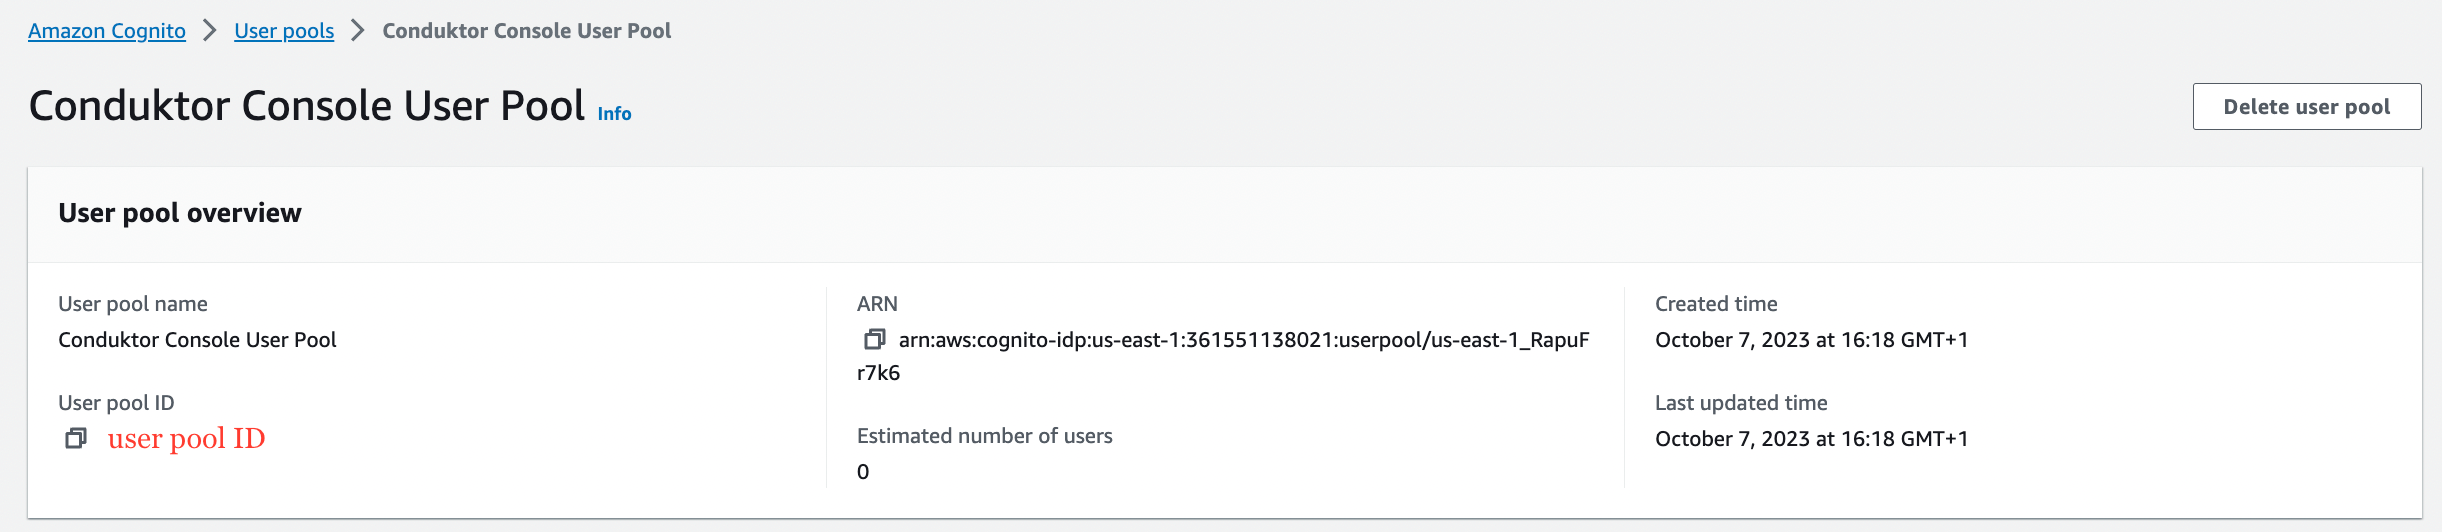 Amazon Cognito > User pools > Conduktor Console User Pool
Conduktor Console User Pool Info
Delete user pool
User pool overview
User pool name
Conduktor Console User Pool
User pool ID
user pool ID
ARN
arn:aws:cognito-idp:us-east-1:361551138021:userpool/us-east-1_RapuF
r7k6
Estimated number of users
0
Created time
October 7, 2023 at 16:18 GMT+1
Last updated time
October 7, 2023 at 16:18 GMT+1